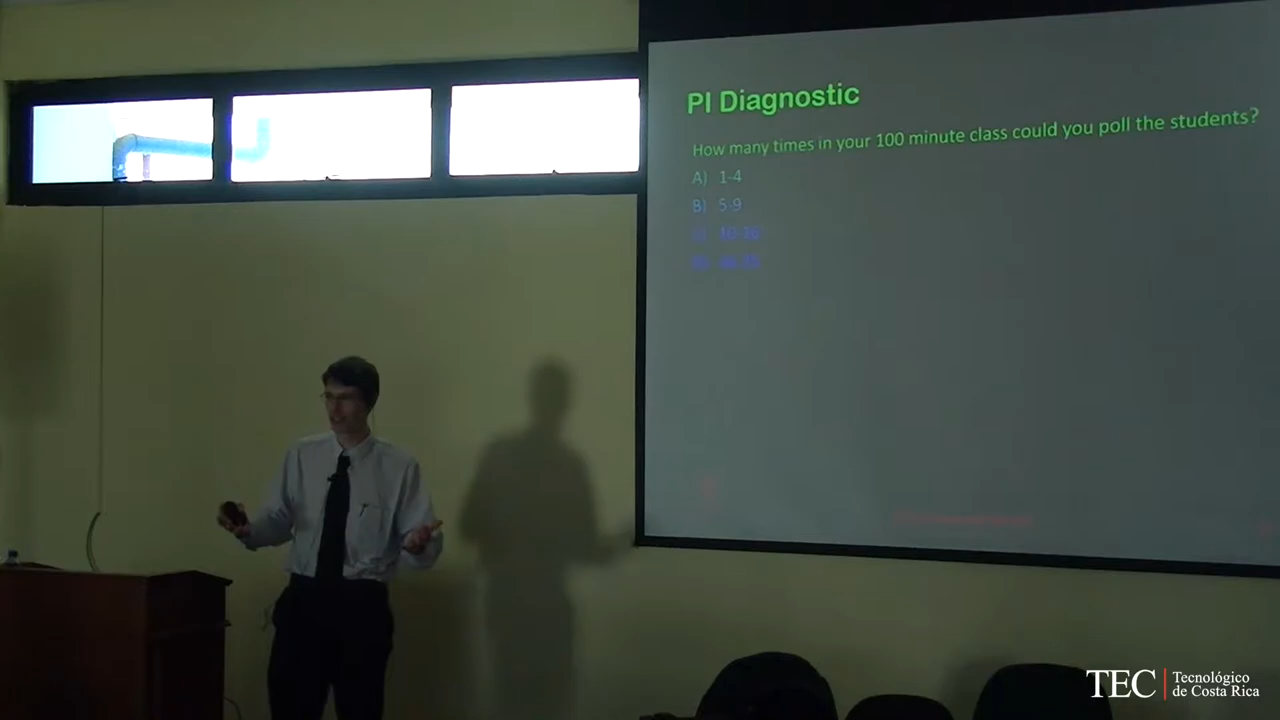 PI Diagnostic
How many times in your 100 minute class could you poll the students?
A) 1-4
B) 5-9
TEC
Tecnológico
de Costa Rica